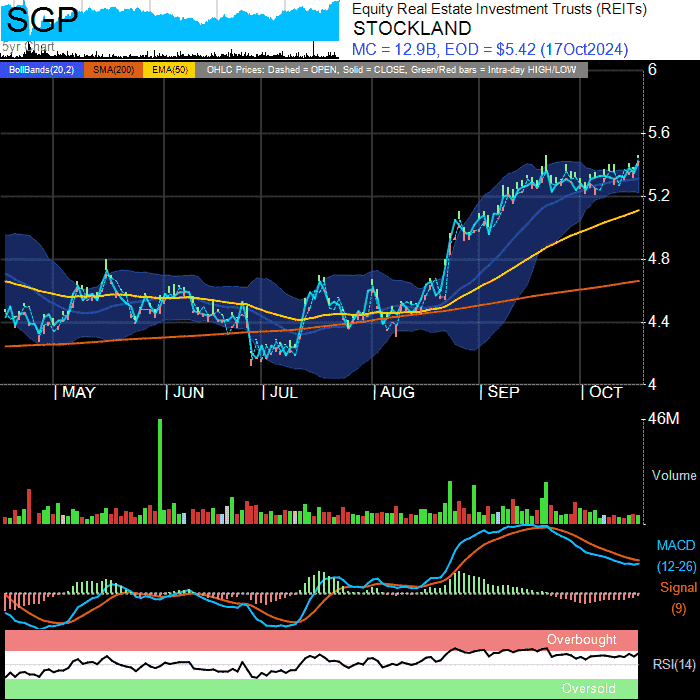 SGP
5yr Chart
Equity Real Estate Investment Trusts (REITs)
STOCKLAND
MC = 12.9B, EOD = $5.42 (17Oct2024)
BollBands(20,2) SMA(200) EMA(50) OHLC Prices: Dashed = OPEN, Solid = CLOSE, Green/Red bars = Intra-day HIGH/LOW
6
5.6
5.2
4.8
4.4
4
MAY JUN JUL AUG SEP OCT
46M
Volume
MACD
(12-26)
Signal
(9)
Overbought
RSI(14)
Oversold